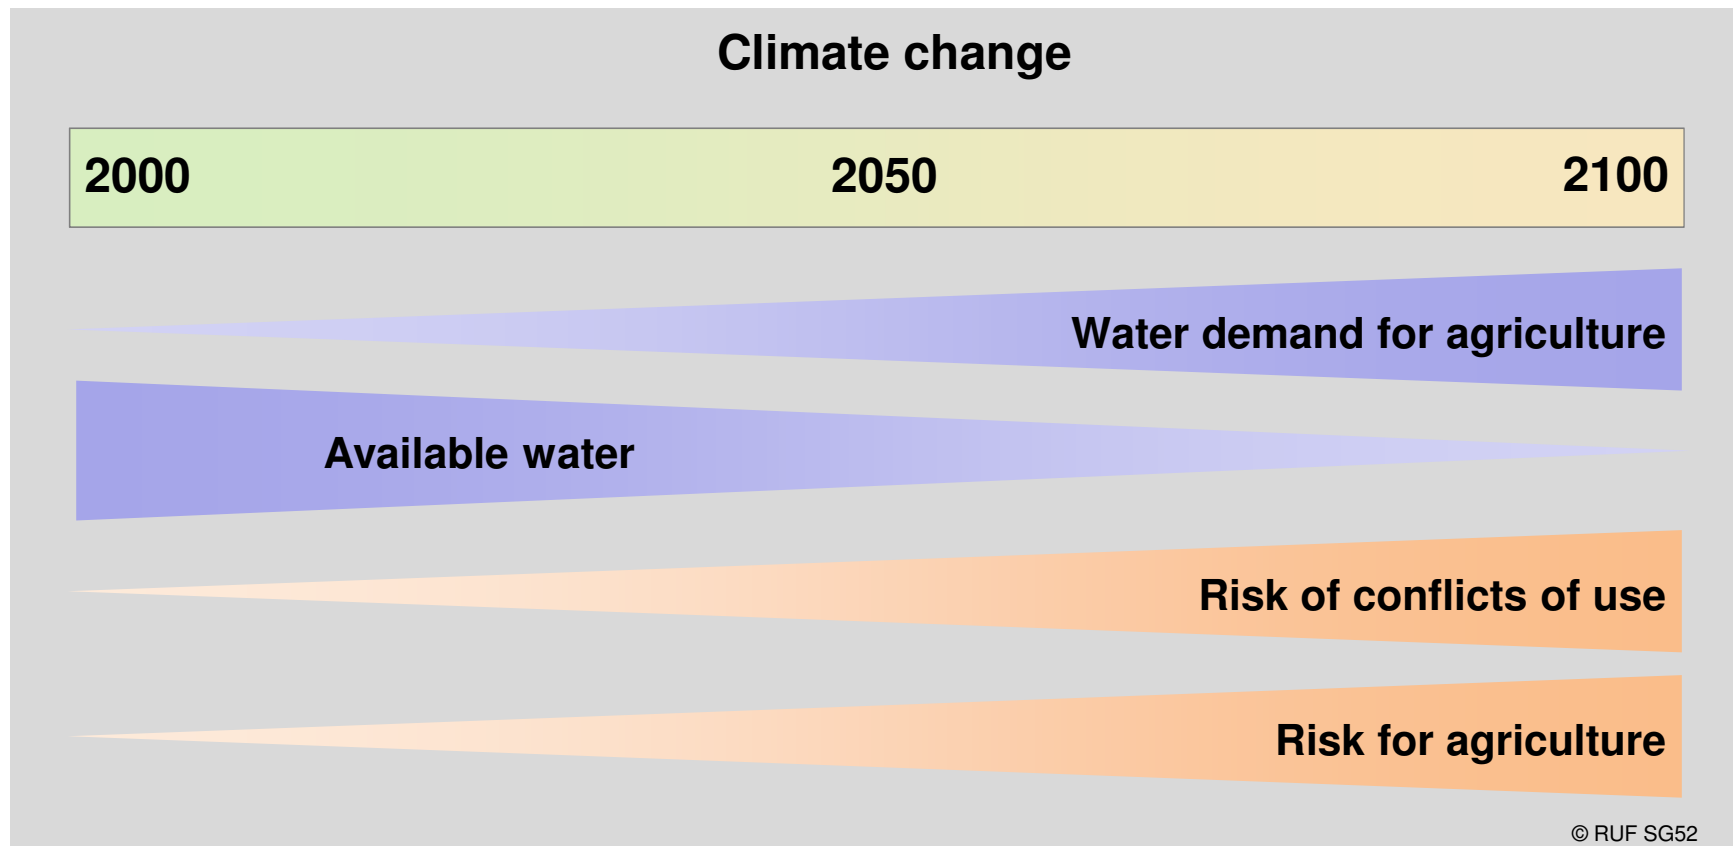 Climate change
2000 2050 2100
Water demand for agriculture
Available water
Risk of conflicts of use
Risk for agriculture
© RUF SG52